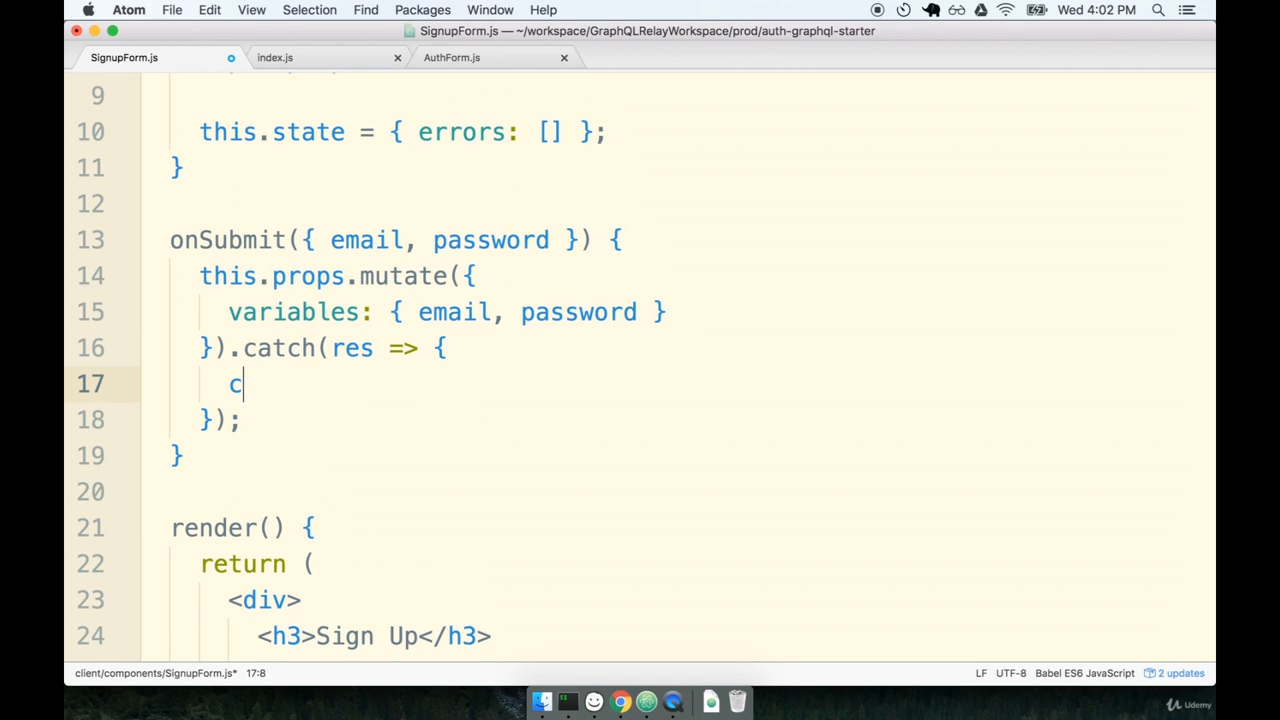 Atom File Edit View Selection Find Packages Window Help Wed 4:02 PM
SignupForm.js — ~/workspace/GraphQLRelayWorkspace/prod/auth-graphql-starter
SignupForm.js index.js AuthForm.js
9
10 this.state = { errors: [] };
11 }
12
13 onSubmit({ email, password }) {
14 this.props.mutate({
15 variables: { email, password }
16 }).catch(res => {
17 c
18 });
19 }
20
21 render() {
22 return (
23 <div>
24 <h3>Sign Up</h3>
client/components/SignupForm.js* 17:8 LF UTF-8 Babel ES6 JavaScript 2 updates
Udemy